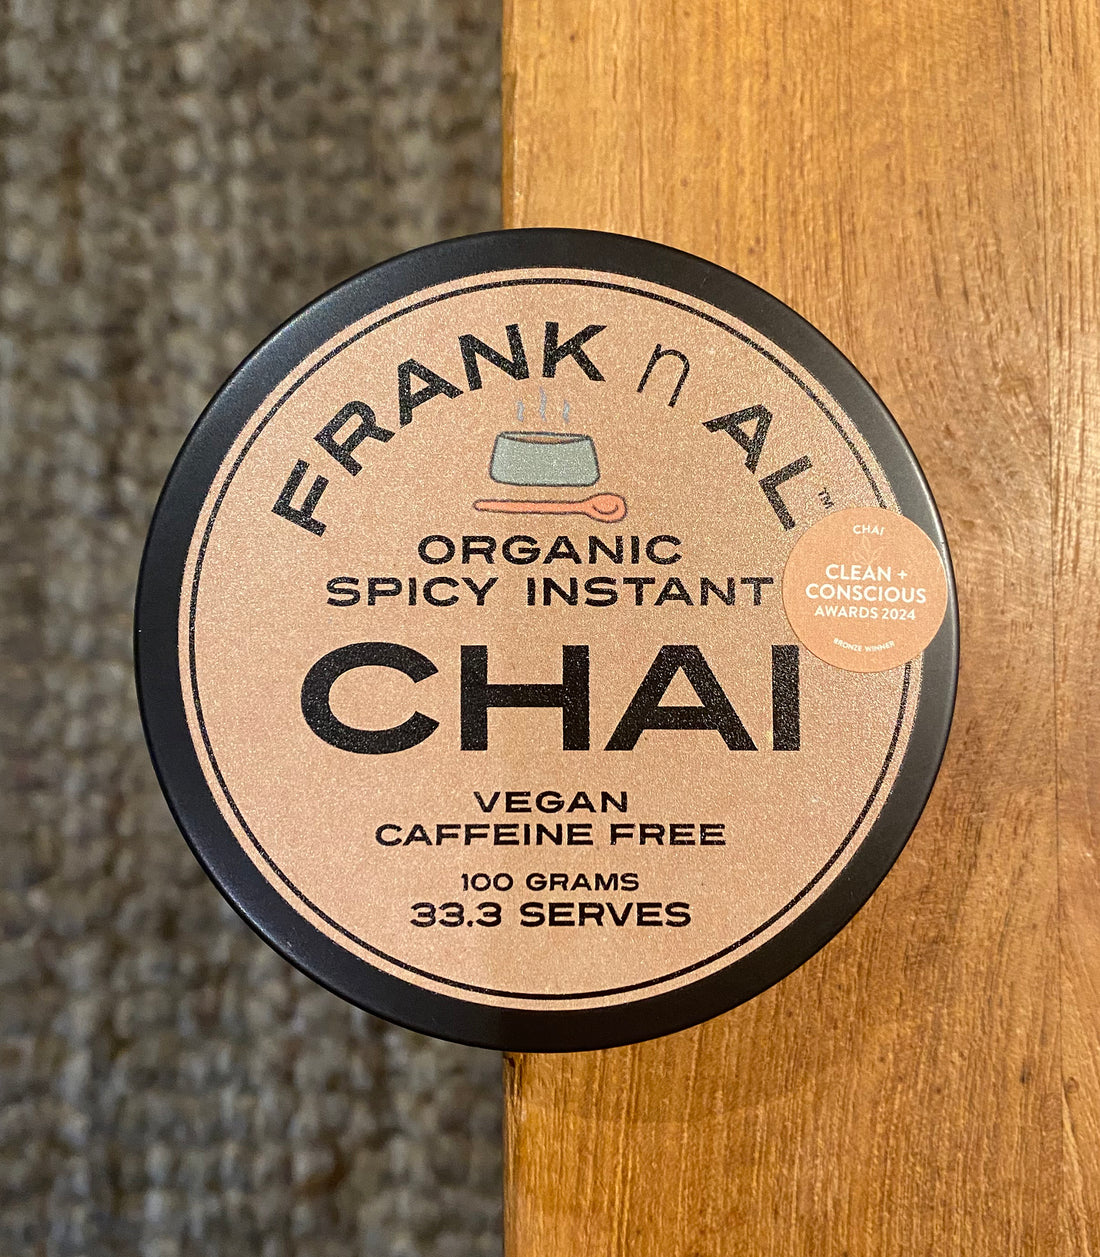 FRANK n AL™
ORGANIC
SPICY INSTANT
CHAI
VEGAN
CAFFEINE FREE
100 GRAMS
33.3 SERVES
CHAI
CLEAN +
CONSCIOUS
AWARDS 2024
BRONZE WINNER